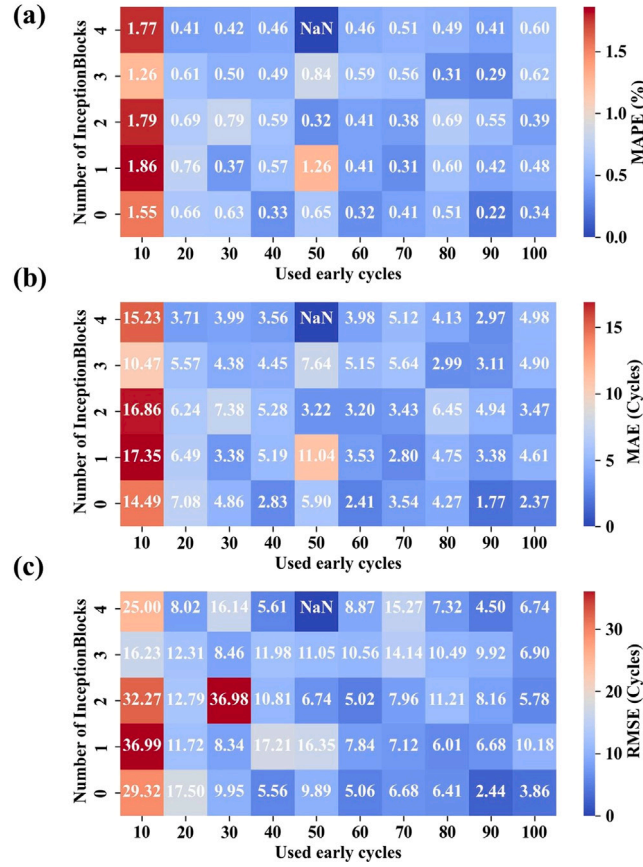 (a)
Number of InceptionBlocks
4 1.77 0.41 0.42 0.46 NaN 0.46 0.51 0.49 0.41 0.60
3 1.26 0.61 0.50 0.49 0.84 0.59 0.56 0.31 0.29 0.62
2 1.79 0.69 0.79 0.59 0.32 0.41 0.38 0.69 0.55 0.39
1 1.86 0.76 0.37 0.57 1.26 0.41 0.31 0.60 0.42 0.48
0 1.55 0.66 0.63 0.33 0.65 0.32 0.41 0.51 0.22 0.34
10 20 30 40 50 60 70 80 90 100
Used early cycles
1.5
1.0
0.5
0.0
MAPE (%)
(b)
Number of InceptionBlocks
4 15.23 3.71 3.99 3.56 NaN 3.98 5.12 4.13 2.97 4.98
3 10.47 5.57 4.38 4.45 7.64 5.15 5.64 2.99 3.11 4.90
2 16.86 6.24 7.38 5.28 3.22 3.20 3.43 6.45 4.94 3.47
1 17.35 6.49 3.38 5.19 11.04 3.53 2.80 4.75 3.38 4.61
0 14.49 7.08 4.86 2.83 5.90 2.41 3.54 4.27 1.77 2.37
10 20 30 40 50 60 70 80 90 100
Used early cycles
15
10
5
0
MAE (Cycles)
(c)
Number of InceptionBlocks
4 25.00 8.02 16.14 5.61 NaN 8.87 15.27 7.32 4.50 6.74
3 16.23 12.31 8.46 11.98 11.05 10.56 14.14 10.49 9.92 6.90
2 32.27 12.79 36.98 10.81 6.74 5.02 7.96 11.21 8.16 5.78
1 36.99 11.72 8.34 17.21 16.35 7.84 7.12 6.01 6.68 10.18
0 29.32 17.50 9.95 5.56 9.89 5.06 6.68 6.41 2.44 3.86
10 20 30 40 50 60 70 80 90 100
Used early cycles
30
20
10
0
RMSE (Cycles)